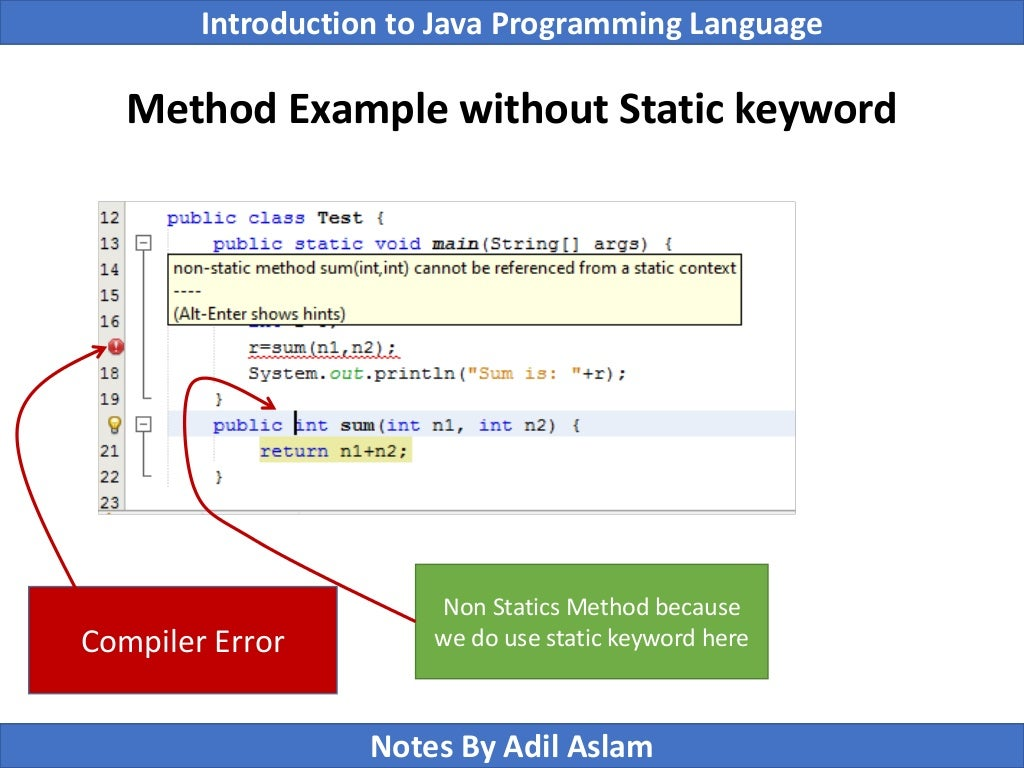 Introduction to Java Programming Language
Method Example without Static keyword
12 public class Test {
13 public static void main(String[] args) {
14 non-static method sum(int,int) cannot be referenced from a static context
15 ----
16 (Alt-Enter shows hints)
r=sum(n1,n2);
18 System.out.println("Sum is: "+r);
19 }
public int sum(int n1, int n2) {
21 return n1+n2;
22 }
23
Compiler Error
Non Statics Method because
we do use static keyword here
Notes By Adil Aslam